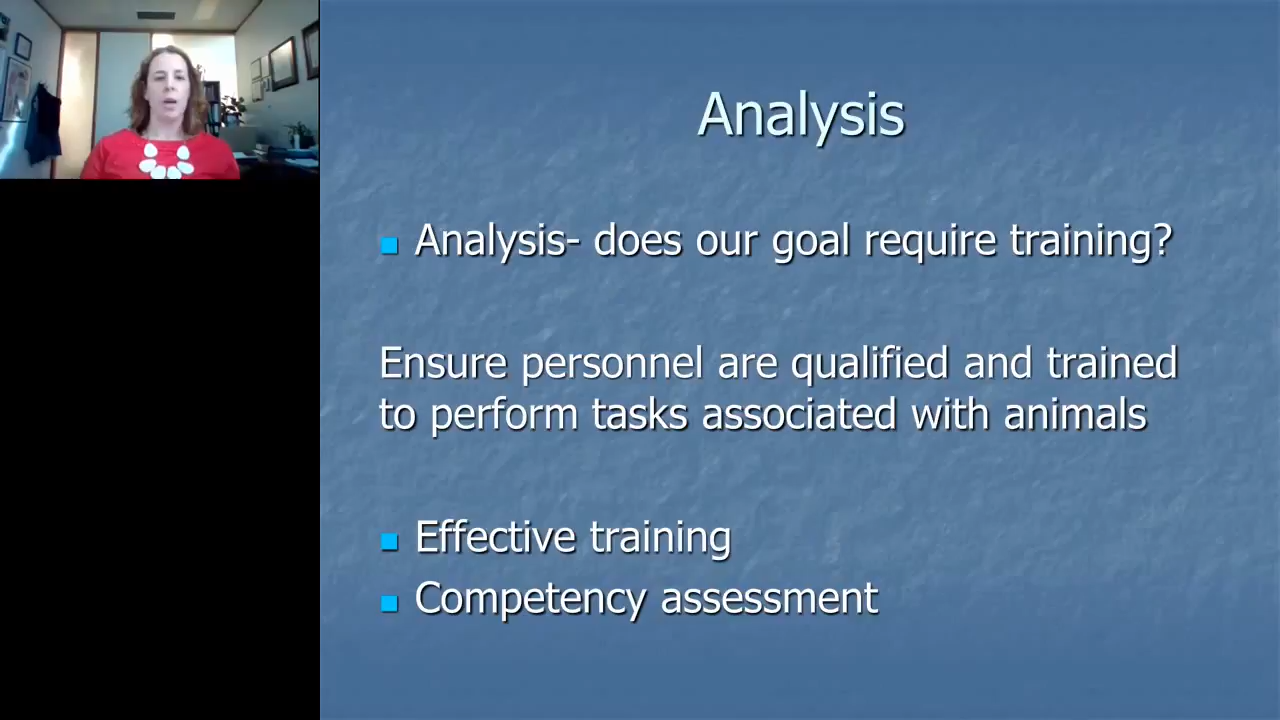 Analysis
Analysis- does our goal require training?
Ensure personnel are qualified and trained
to perform tasks associated with animals
Effective training
Competency assessment